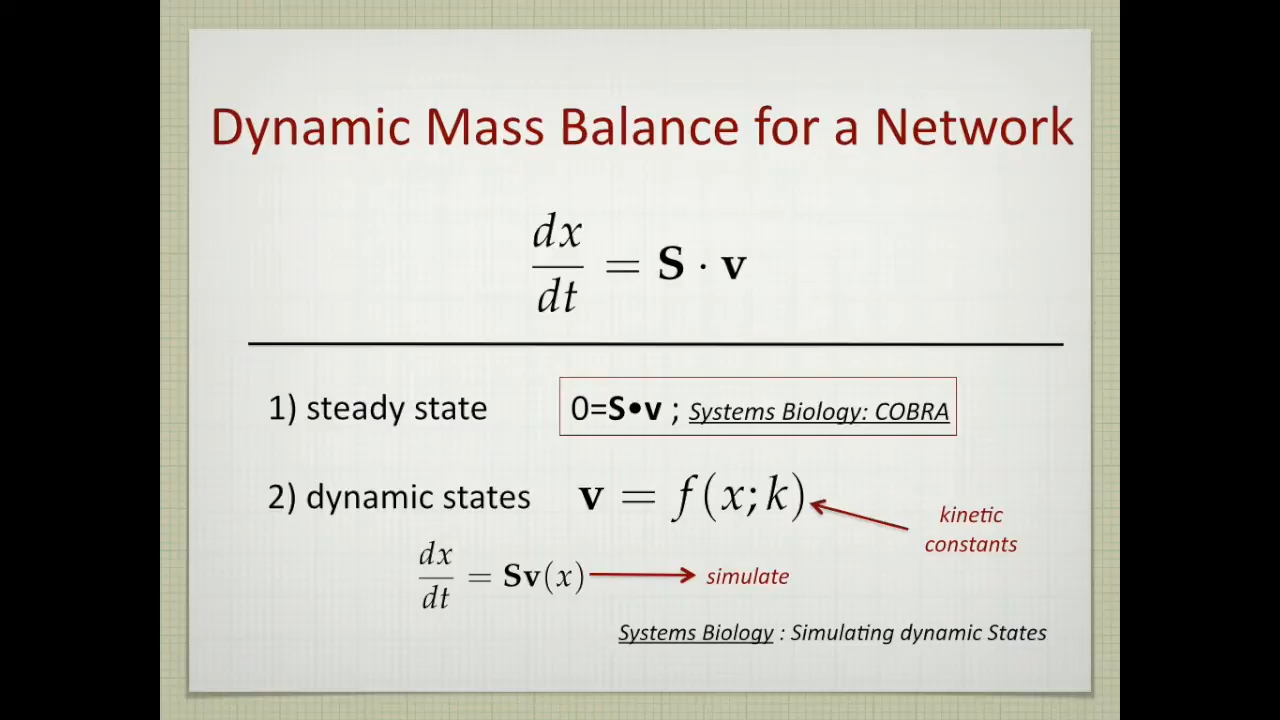 Dynamic Mass Balance for a Network
dx/dt = S · v
1) steady state 0=S•v ; Systems Biology: COBRA
2) dynamic states v = f(x;k)
kinetic
constants
dx/dt = Sv(x) simulate
Systems Biology : Simulating dynamic States